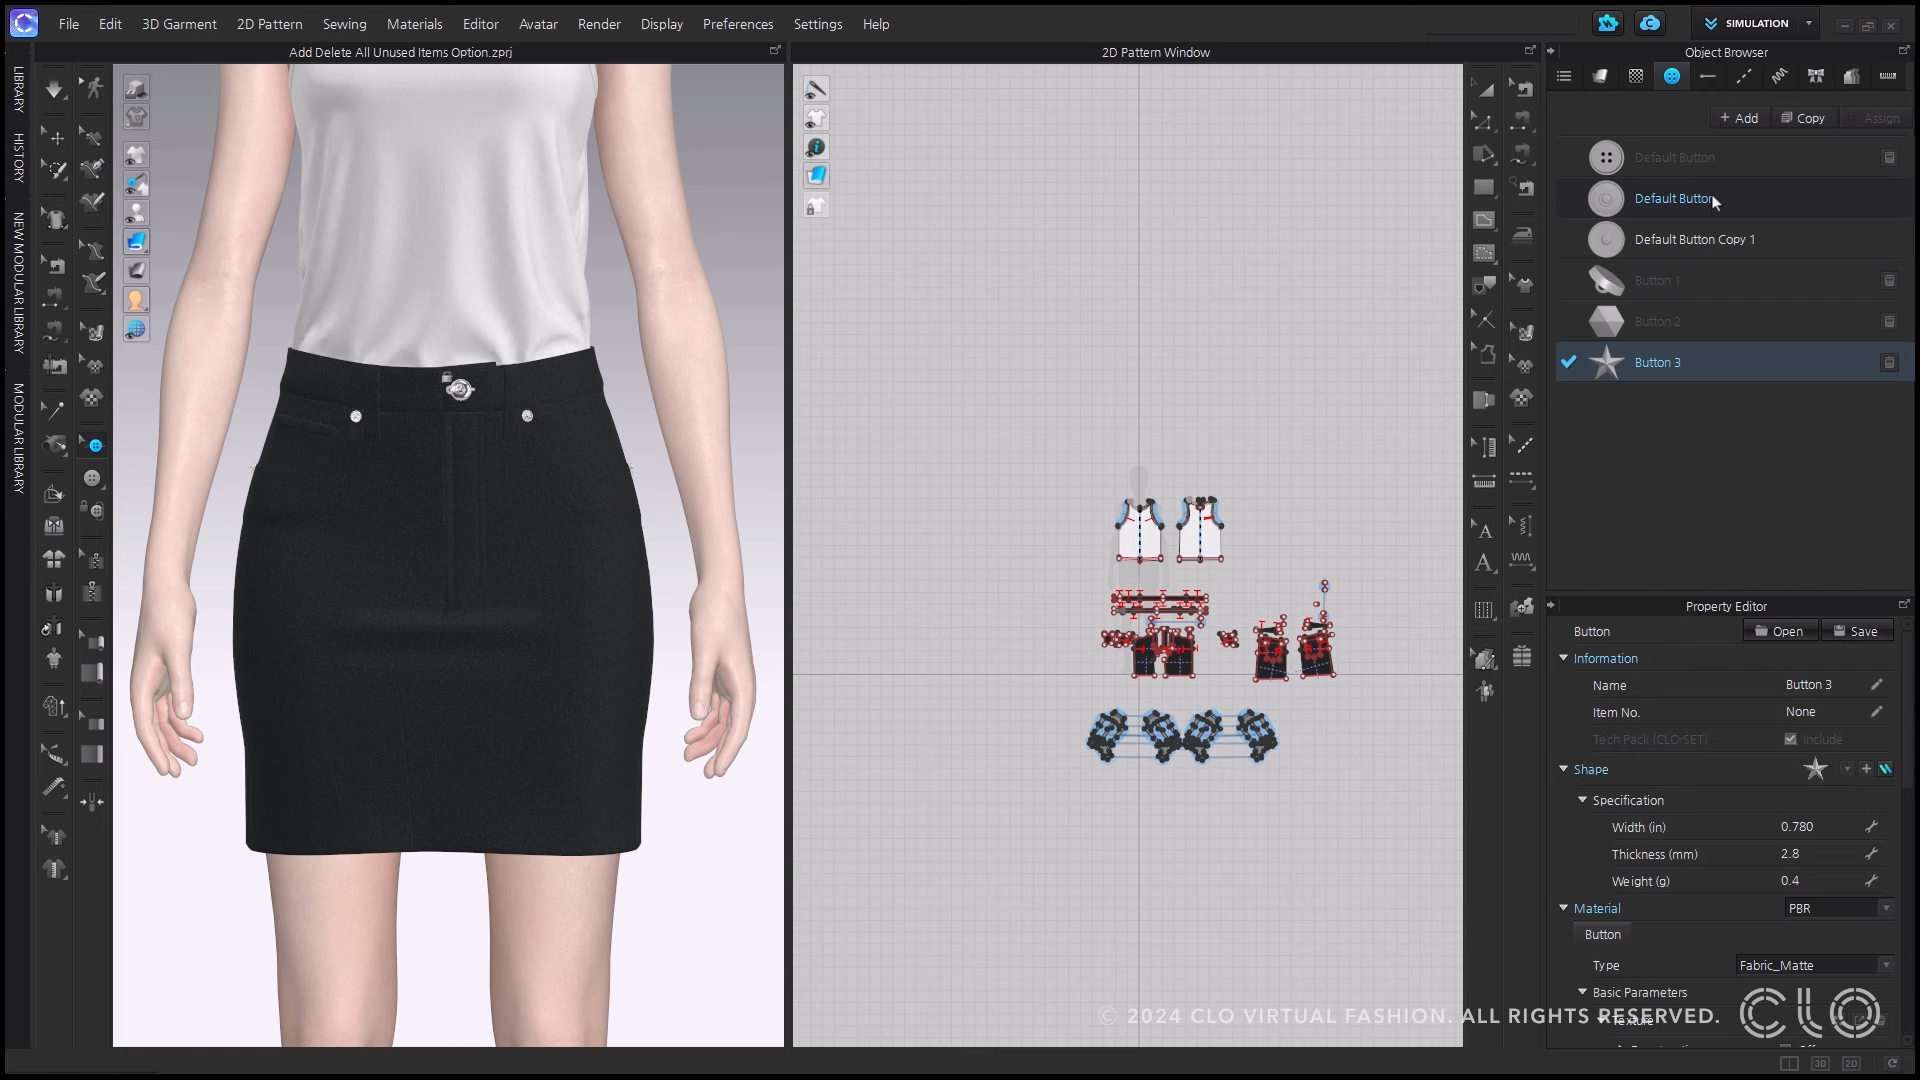 File Edit 3D Garment 2D Pattern Sewing Materials Editor Avatar Render Display Preferences Settings Help
SIMULATION
Add Delete All Unused Items Option.zprj
2D Pattern Window
Object Browser
LIBRARY
HISTORY
NEW MODULAR LIBRARY
MODULAR LIBRARY
+ Add Copy Assign
Default Button
Default Button
Default Button Copy 1
Button 1
Button 2
Button 3
Property Editor
Button Open Save
Information
Name Button 3
Item No. None
Tech Pack (CLO-SET) Include
Shape
Specification
Width (in) 0.780
Thickness (mm) 2.8
Weight (g) 0.4
Material PBR
Button
Type Fabric_Matte
Basic Parameters
Texture
© 2024 CLO VIRTUAL FASHION. ALL RIGHTS RESERVED.
CLO
3D 2D